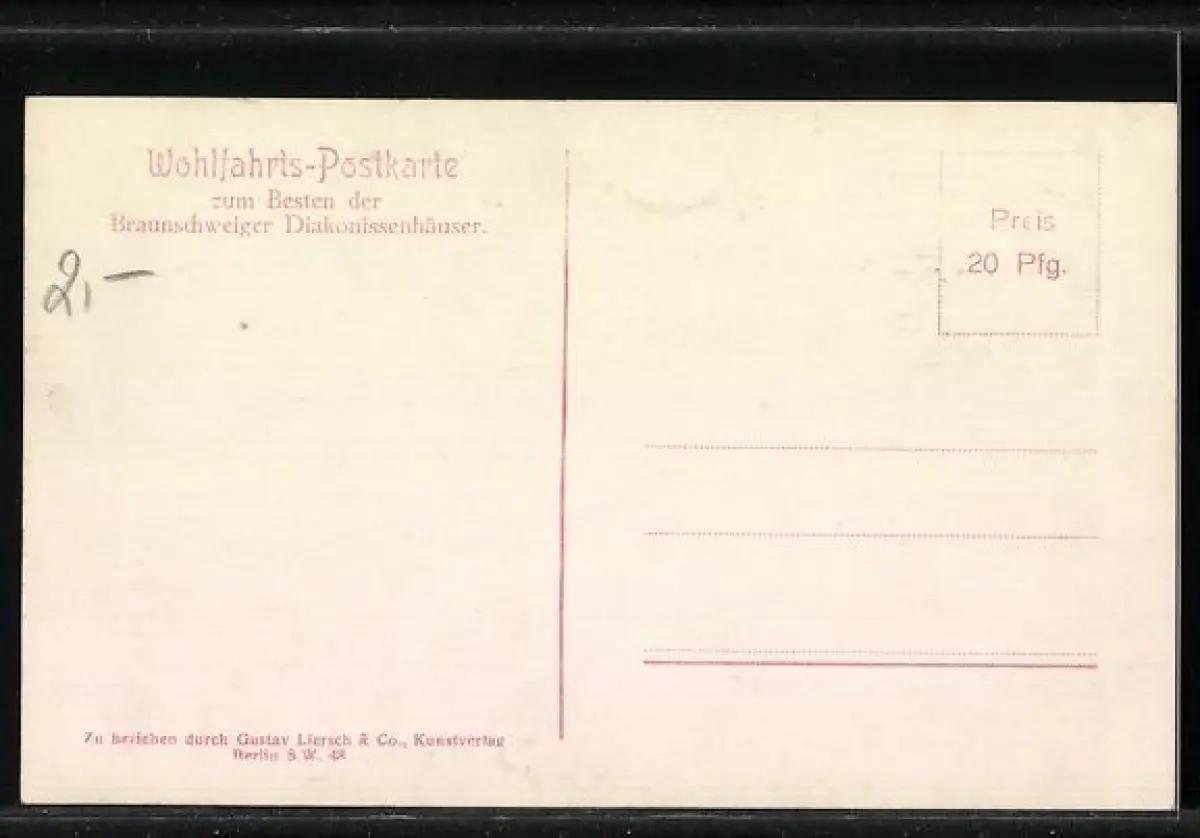 Wohlfahrts-Postkarte
zum Besten der
Braunschweiger Diakonissenhäuser.
2,-
Preis
20 Pfg.
Zu beziehen durch Gustav Liersch & Co., Kunstverlag
Berlin S.W. 48